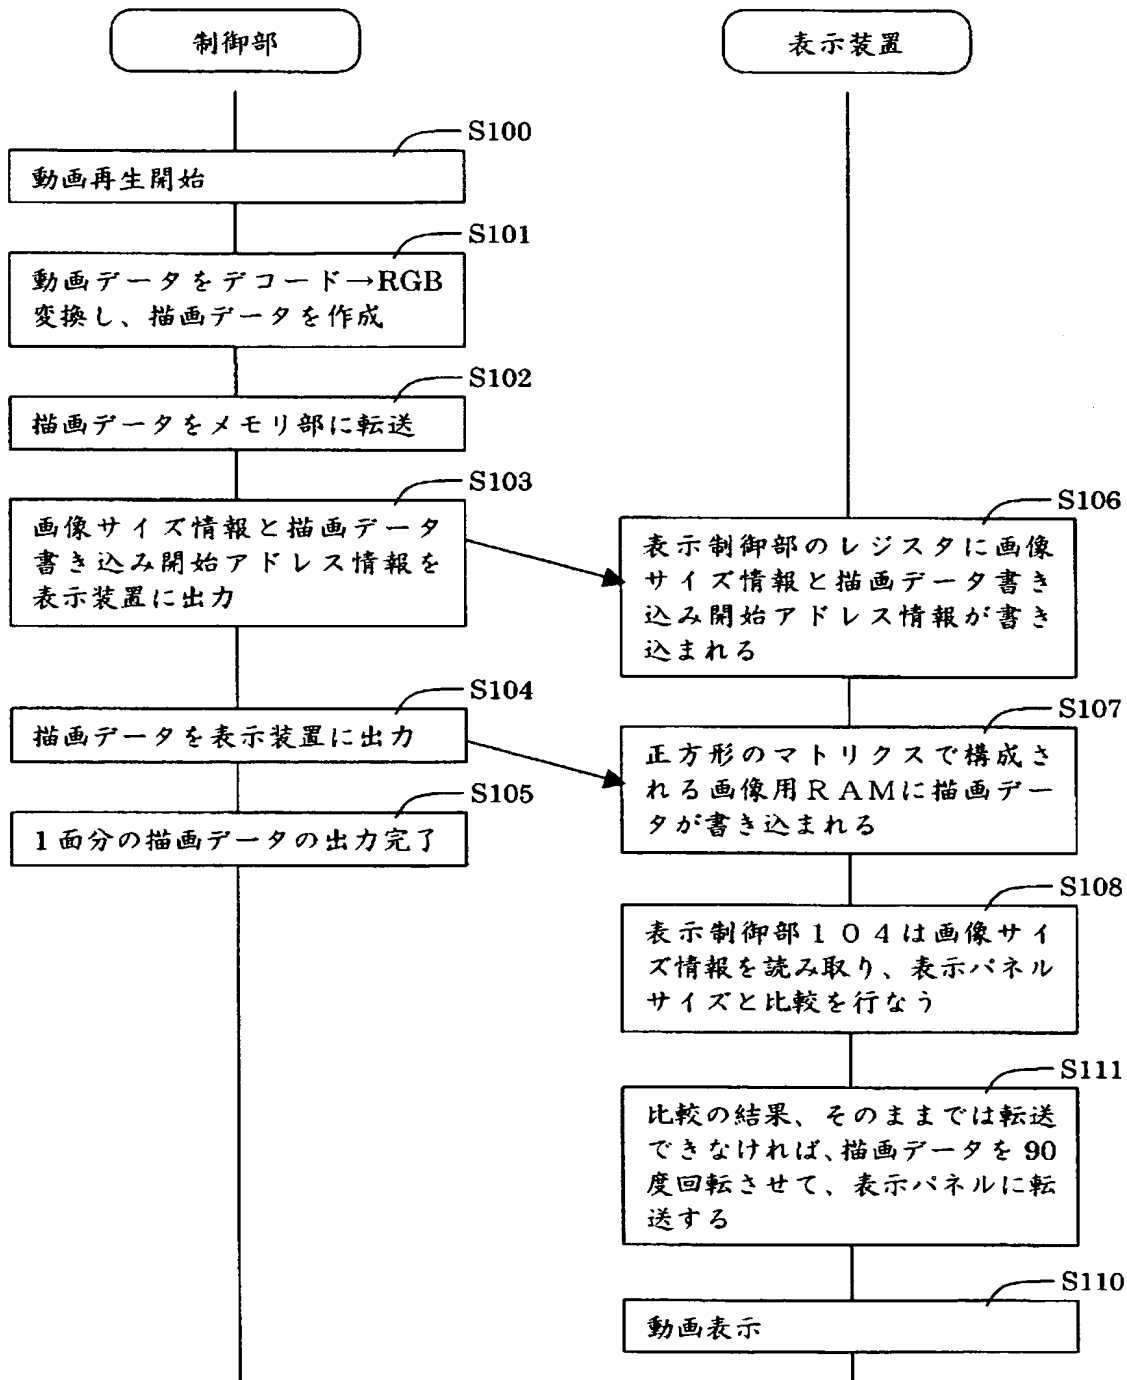 制御部
表示装置
S100
動画再生開始
S101
動画データをデコード→RGB
変換し、描画データを作成
S102
描画データをメモリ部に転送
S103
画像サイズ情報と描画データ
書き込み開始アドレス情報を
表示装置に出力
S106
表示制御部のレジスタに画像
サイズ情報と描画データ書き
込み開始アドレス情報が書き
込まれる
S104
描画データを表示装置に出力
S107
正方形のマトリクスで構成さ
れる画像用RAMに描画デー
タが書き込まれる
S105
1面分の描画データの出力完了
S108
表示制御部104は画像サイ
ズ情報を読み取り、表示パネル
サイズと比較を行なう
S111
比較の結果、そのままでは転送
できなければ、描画データを90
度回転させて、表示パネルに転
送する
S110
動画表示